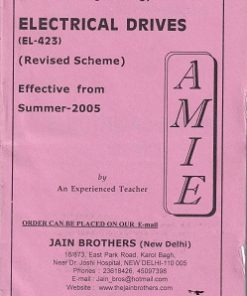 ELECTRICAL DRIVES
(EL-423)
(Revised Scheme)
Effective from
Summer-2005
AMIE
by
An Experienced Teacher
ORDER CAN BE PLACED ON OUR E-mail
JAIN BROTHERS (New Delhi)
16/873, East Park Road, Karol Bagh,
Near Dr. Joshi Hospital, NEW DELHI-110 005
Phones : 23618426, 45097398
E-mail : Jain_bros@hotmail.com
Website : www.thejainbrothers.com